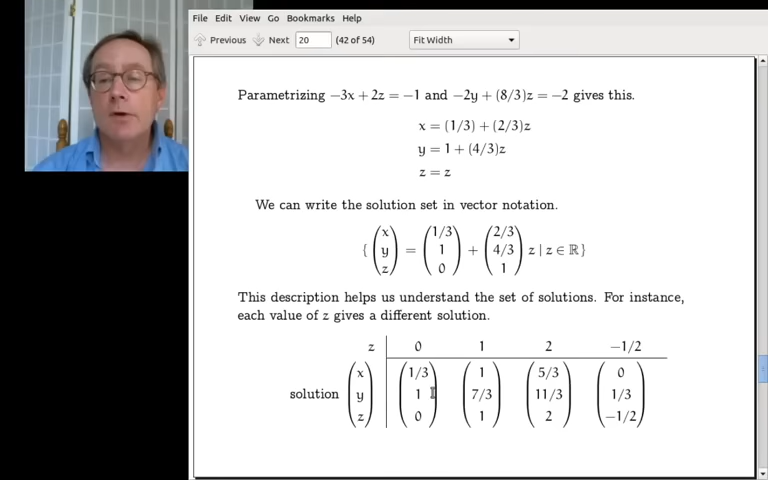 File Edit View Go Bookmarks Help
Previous Next 20 (42 of 54) Fit Width
Parametrizing −3x + 2z = −1 and −2y + (8/3)z = −2 gives this.
x = (1/3) + (2/3)z
y = 1 + (4/3)z
z = z
We can write the solution set in vector notation.
x 1/3 2/3
{ y = 1 + 4/3 z | z ∈ ℝ}
z 0 1
This description helps us understand the set of solutions. For instance,
each value of z gives a different solution.
z 0 1 2 −1/2
x 1/3 1 5/3 0
solution y 1 7/3 11/3 1/3
z 0 1 2 −1/2